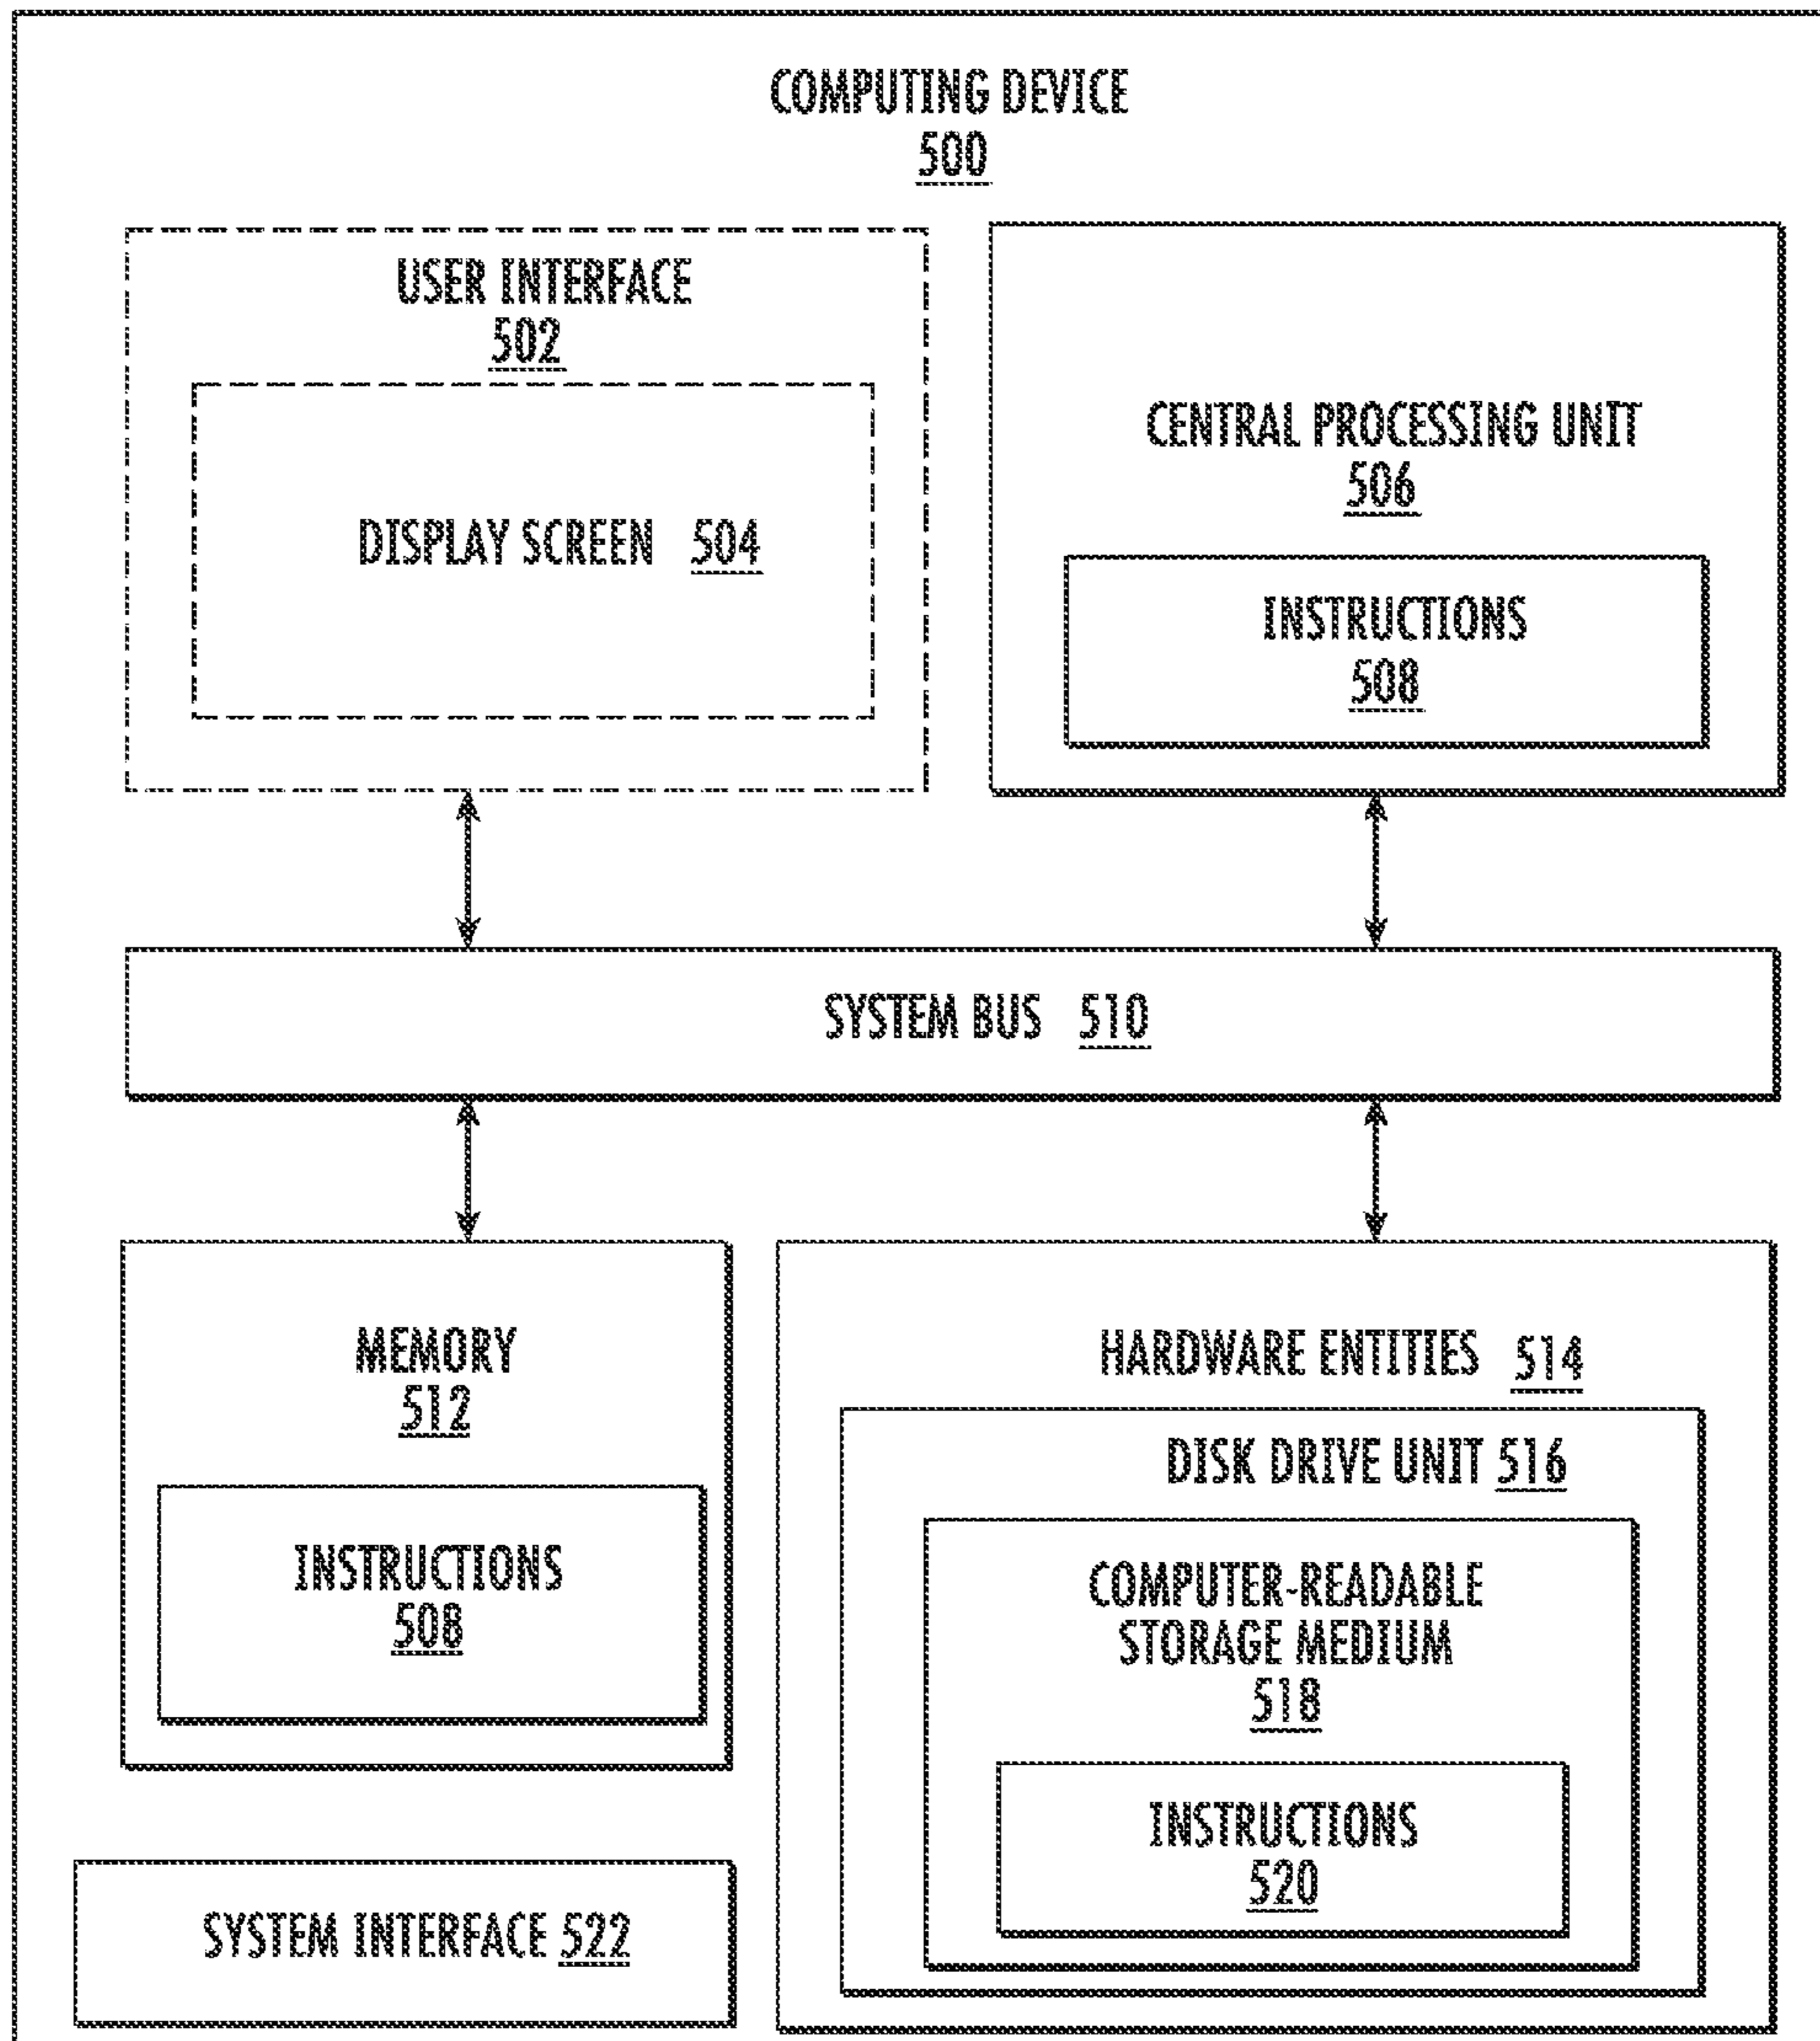 COMPUTING DEVICE
500
USER INTERFACE
502
DISPLAY SCREEN 504
CENTRAL PROCESSING UNIT
506
INSTRUCTIONS
508
SYSTEM BUS 510
MEMORY
512
INSTRUCTIONS
508
HARDWARE ENTITIES 514
DISK DRIVE UNIT 516
COMPUTER-READABLE
STORAGE MEDIUM
518
INSTRUCTIONS
520
SYSTEM INTERFACE 522